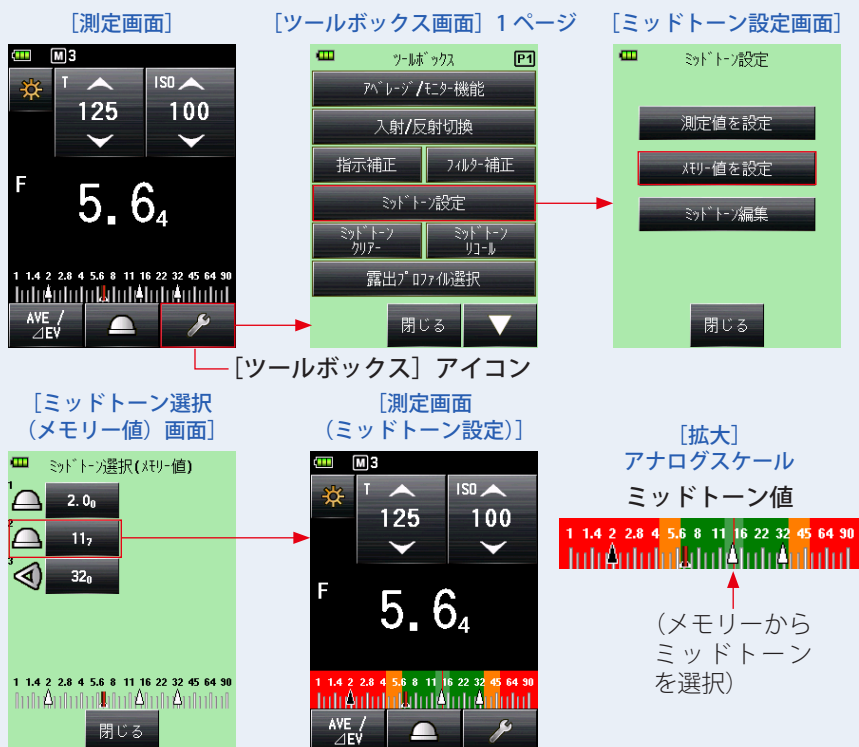 ［測定画面］
［ツールボックス画面］1 ページ
［ミッドトーン設定画面］
M 3
T
125
ISO
100
F
5.6₄
1 1.4 2 2.8 4 5.6 8 11 16 22 32 45 64 90
AVE /
⊿EV
ﾂｰﾙﾎﾞｯｸｽ
P1
ｱﾍﾞﾚｰｼﾞ/ﾓﾆﾀｰ機能
入射/反射切換
指示補正
ﾌｨﾙﾀｰ補正
ﾐｯﾄﾞﾄｰﾝ設定
ﾐｯﾄﾞﾄｰﾝ
ｸﾘｱｰ
ﾐｯﾄﾞﾄｰﾝ
ﾘｺｰﾙ
露出ﾌﾟﾛﾌｧｲﾙ選択
閉じる
ﾐｯﾄﾞﾄｰﾝ設定
測定値を設定
ﾒﾓﾘｰ値を設定
ﾐｯﾄﾞﾄｰﾝ編集
閉じる
［ツールボックス］アイコン
［ミッドトーン選択
（メモリー値）画面］
［測定画面
（ミッドトーン設定）］
［拡大］
アナログスケール
ミッドトーン値
ﾐｯﾄﾞﾄｰﾝ選択(ﾒﾓﾘｰ値)
1
2.0₀
2
11₇
3
32₀
1 1.4 2 2.8 4 5.6 8 11 16 22 32 45 64 90
閉じる
M 3
T
125
ISO
100
F
5.6₄
1 1.4 2 2.8 4 5.6 8 11 16 22 32 45 64 90
AVE /
⊿EV
1 1.4 2 2.8 4 5.6 8 11 16 22 32 45 64 90
（メモリーから
ミッドトーン
を選択）